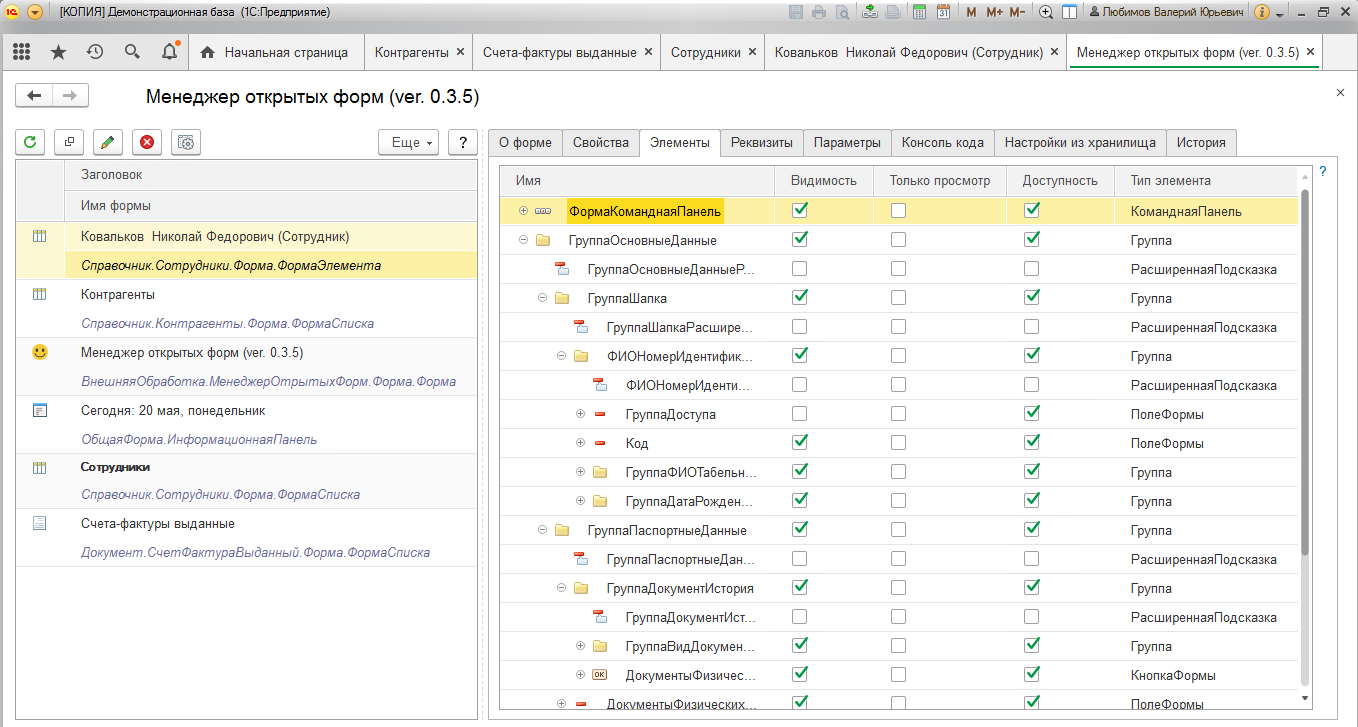 [КОПИЯ] Демонстрационная база (1С:Предприятие)
M M+ M- Любимов Валерий Юрьевич
Начальная страница Контрагенты Счета-фактуры выданные Сотрудники Ковальков Николай Федорович (Сотрудник) Менеджер открытых форм (ver. 0.3.5)
Менеджер открытых форм (ver. 0.3.5)
Еще ?
О форме Свойства Элементы Реквизиты Параметры Консоль кода Настройки из хранилища История
?
Заголовок
Имя формы
Ковальков Николай Федорович (Сотрудник)
Справочник.Сотрудники.Форма.ФормаЭлемента
Контрагенты
Справочник.Контрагенты.Форма.ФормаСписка
Менеджер открытых форм (ver. 0.3.5)
ВнешняяОбработка.МенеджерОтрытыхФорм.Форма.Форма
Сегодня: 20 мая, понедельник
ОбщаяФорма.ИнформационнаяПанель
Сотрудники
Справочник.Сотрудники.Форма.ФормаСписка
Счета-фактуры выданные
Документ.СчетФактураВыданный.Форма.ФормаСписка
Имя Видимость Только просмотр Доступность Тип элемента
ФормаКоманднаяПанель КоманднаяПанель
ГруппаОсновныеДанные Группа
ГруппаОсновныеДанныеР... РасширеннаяПодсказка
ГруппаШапка Группа
ГруппаШапкаРасшире... РасширеннаяПодсказка
ФИОНомерИдентифик... Группа
ФИОНомерИденти... РасширеннаяПодсказка
ГруппаДоступа ПолеФормы
Код ПолеФормы
ГруппаФИОТабельн... Группа
ГруппаДатаРожден... Группа
ГруппаПаспортныеДанные Группа
ГруппаПаспортныеДан... РасширеннаяПодсказка
ГруппаДокументИстория Группа
ГруппаДокументИст... РасширеннаяПодсказка
ГруппаВидДокумен... Группа
OK ДокументыФизичес... КнопкаФормы
ДокументыФизических... ПолеФормы